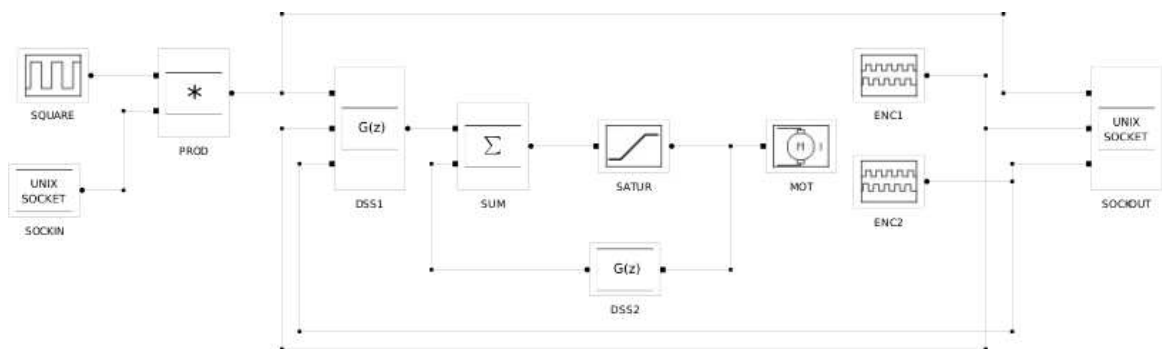 SQUARE
*
PROD
UNIX
SOCKET
SOCKIN
G(z)
DSS1
Σ
SUM
SATUR
M
MOT
G(z)
DSS2
ENC1
ENC2
UNIX
SOCKET
SOCKOUT